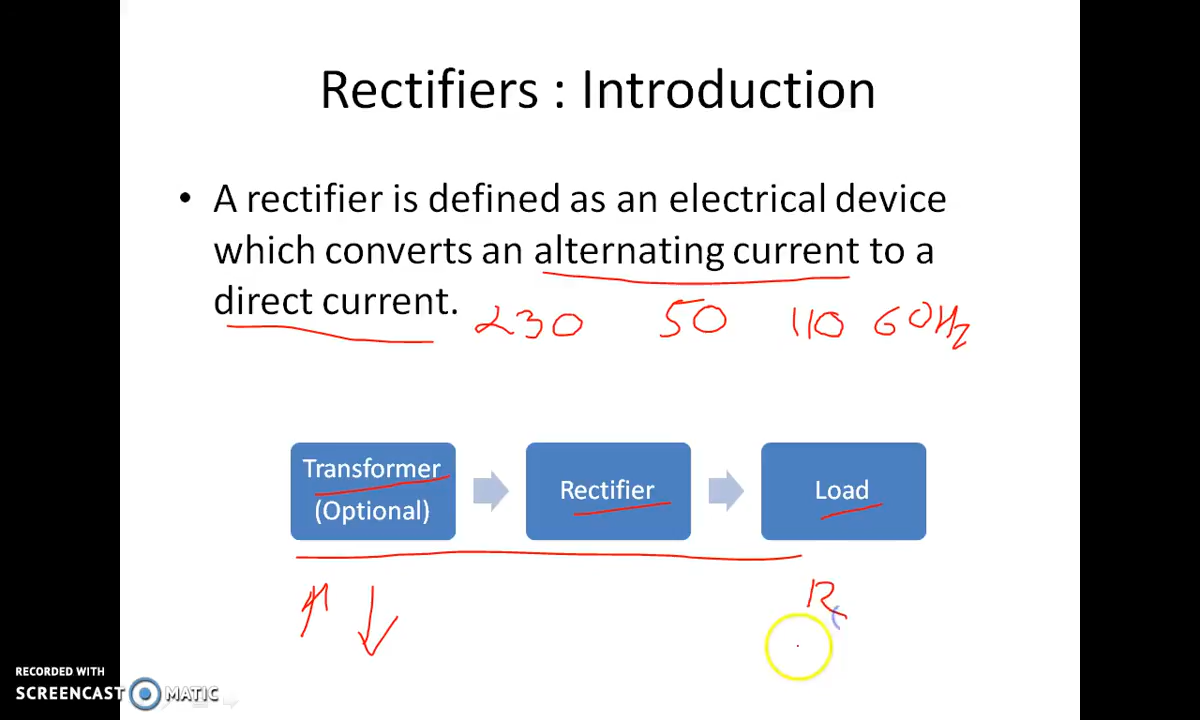 Rectifiers : Introduction
• A rectifier is defined as an electrical device
which converts an alternating current to a
direct current.
230 50 110 60Hz
Transformer
(Optional)
Rectifier
Load
R
RECORDED WITH
SCREENCAST MATIC